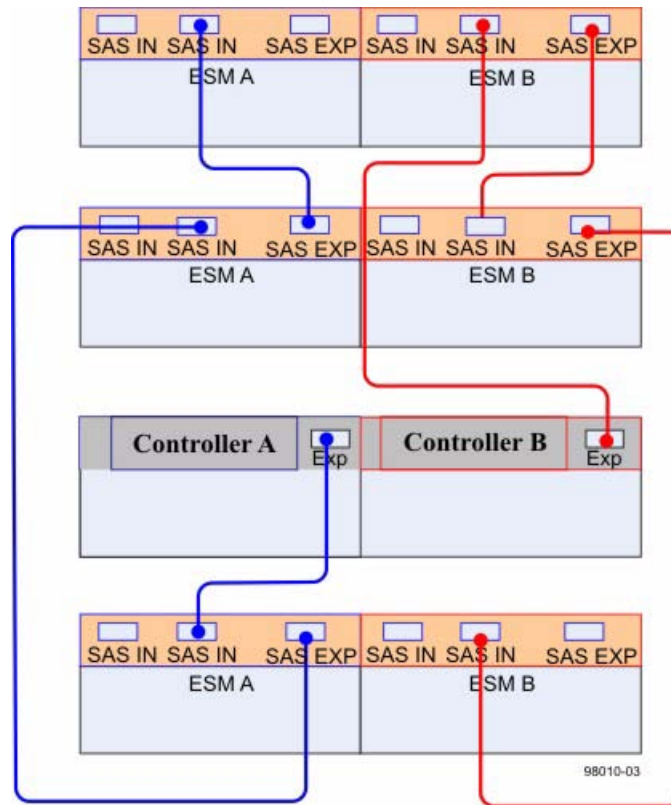 SAS IN SAS IN SAS EXP SAS IN SAS IN SAS EXP
ESM A ESM B
SAS IN SAS IN SAS EXP SAS IN SAS IN SAS EXP
ESM A ESM B
Controller A Exp Controller B Exp
SAS IN SAS IN SAS EXP SAS IN SAS IN SAS EXP
ESM A ESM B
98010-03